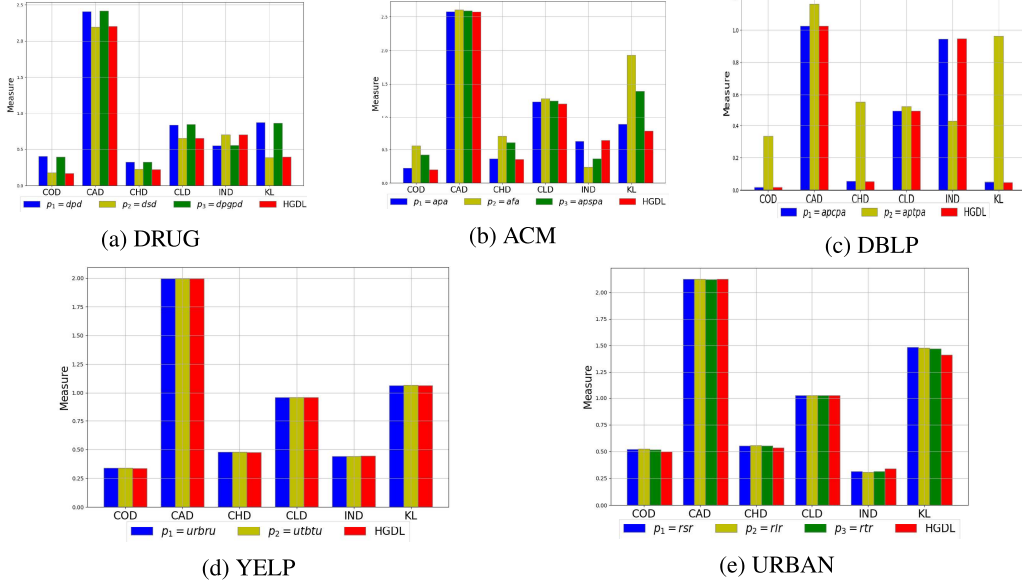 2.5
2.0
1.5
1.0
0.5
0.0
Measure
COD CAD CHD CLD IND KL
p₁ = dpd p₂ = dsd p₃ = dpgpd HGDL
(a) DRUG
2.5
2.0
1.5
1.0
0.5
0.0
Measure
COD CAD CHD CLD IND KL
p₁ = apa p₂ = afa p₃ = apspa HGDL
(b) ACM
1.0
0.8
0.6
0.4
0.2
0.0
Measure
COD CAD CHD CLD IND KL
p₁ = apcpa p₂ = aptpa HGDL
(c) DBLP
2.00
1.75
1.50
1.25
1.00
0.75
0.50
0.25
0.00
Measure
COD CAD CHD CLD IND KL
p₁ = urbru p₂ = utbtu HGDL
(d) YELP
2.00
1.75
1.50
1.25
1.00
0.75
0.50
0.25
0.00
Measure
COD CAD CHD CLD IND KL
p₁ = rsr p₂ = rlr p₃ = rtr HGDL
(e) URBAN